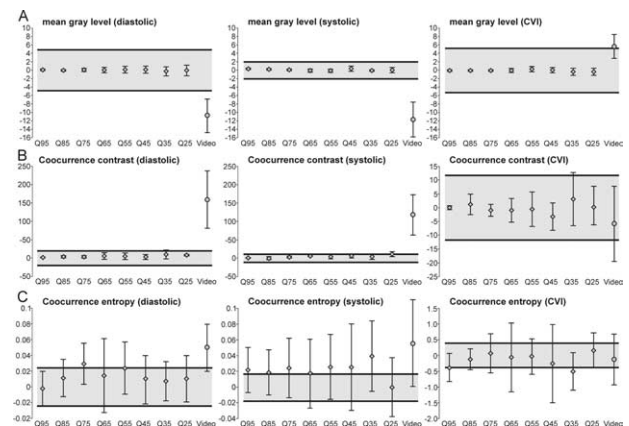 A
mean gray level (diastolic) mean gray level (systolic) mean gray level (CVI)
10 8 6 4 2 0 -2 -4 -6 -8 -10 -12 -14 -16
10 8 6 4 2 0 -2 -4 -6 -8 -10 -12 -14 -16
10 8 6 4 2 0 -2 -4 -6 -8 -10 -12 -14 -16
Q95 Q85 Q75 Q65 Q55 Q45 Q35 Q25 Video Q95 Q85 Q75 Q65 Q55 Q45 Q35 Q25 Video Q95 Q85 Q75 Q65 Q55 Q45 Q35 Q25 Video
B
Coocurrence contrast (diastolic) Coocurrence contrast (systolic) Coocurrence contrast (CVI)
250 200 150 100 50 0 -50
250 200 150 100 50 0 -50
15 10 5 0 -5 -10 -15 -20 -25
Q95 Q85 Q75 Q65 Q55 Q45 Q35 Q25 Video Q95 Q85 Q75 Q65 Q55 Q45 Q35 Q25 Video Q95 Q85 Q75 Q65 Q55 Q45 Q35 Q25 Video
C
Coocurrence entropy (diastolic) Coocurrence entropy (systolic) Coocurrence entropy (CVI)
0.1 0.08 0.06 0.04 0.02 0 -0.02 -0.04
0.1 0.08 0.06 0.04 0.02 0 -0.02 -0.04
1.5 1.0 0.5 0.0 -0.5 -1.0 -1.5 -2.0
Q95 Q85 Q75 Q65 Q55 Q45 Q35 Q25 Video Q95 Q85 Q75 Q65 Q55 Q45 Q35 Q25 Video Q95 Q85 Q75 Q65 Q55 Q45 Q35 Q25 Video